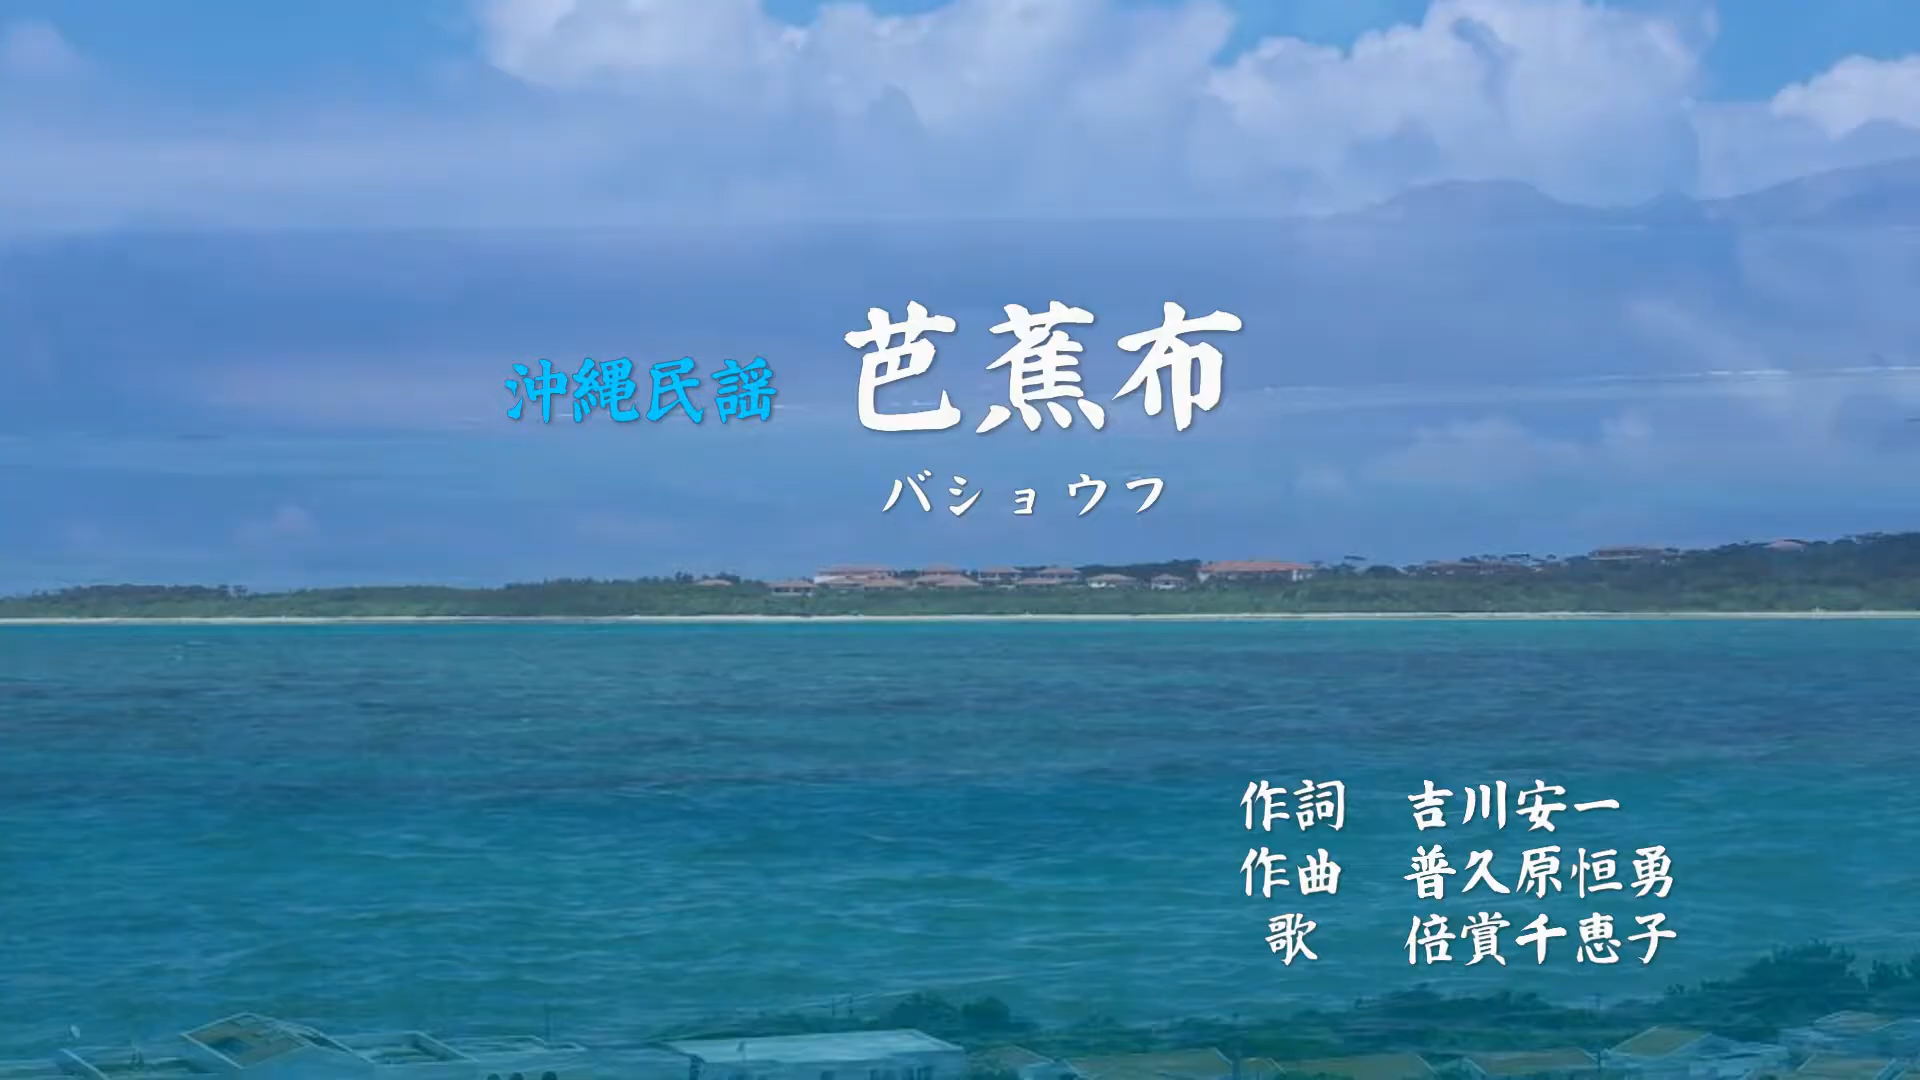 沖縄民謡 芭蕉布
バショウフ
作詞 吉川安一
作曲 普久原恒勇
歌 倍賞千恵子